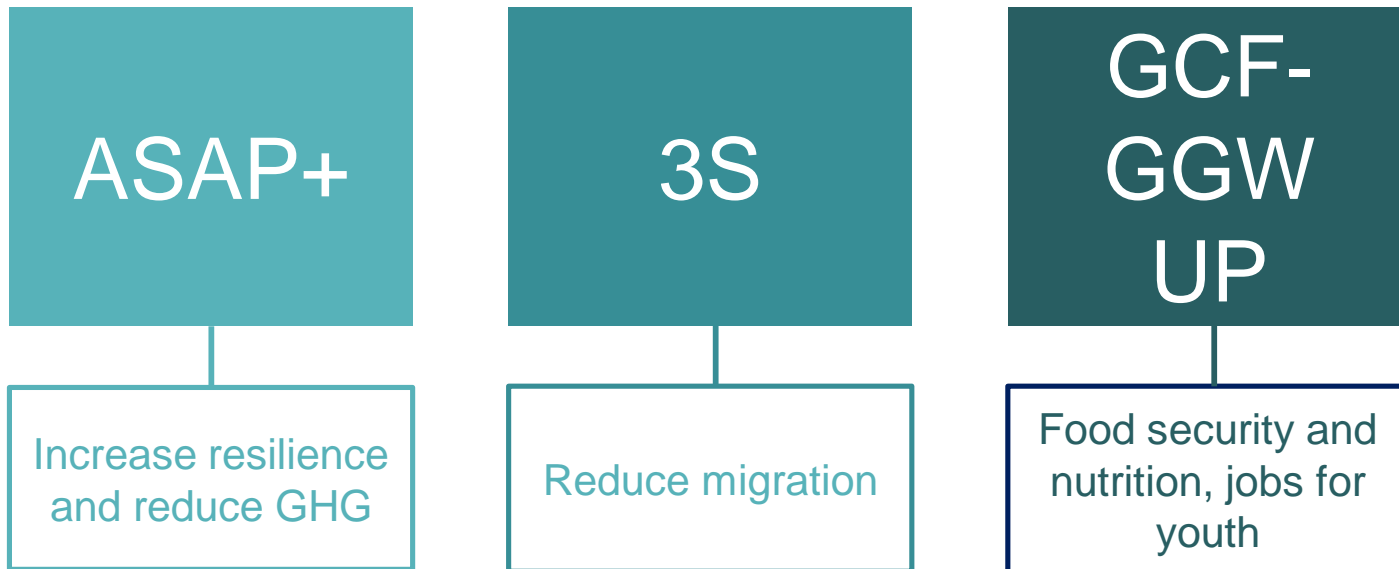 ASAP+
3S
GCF-
GGW
UP
Increase resilience
and reduce GHG
Reduce migration
Food security and
nutrition, jobs for
youth